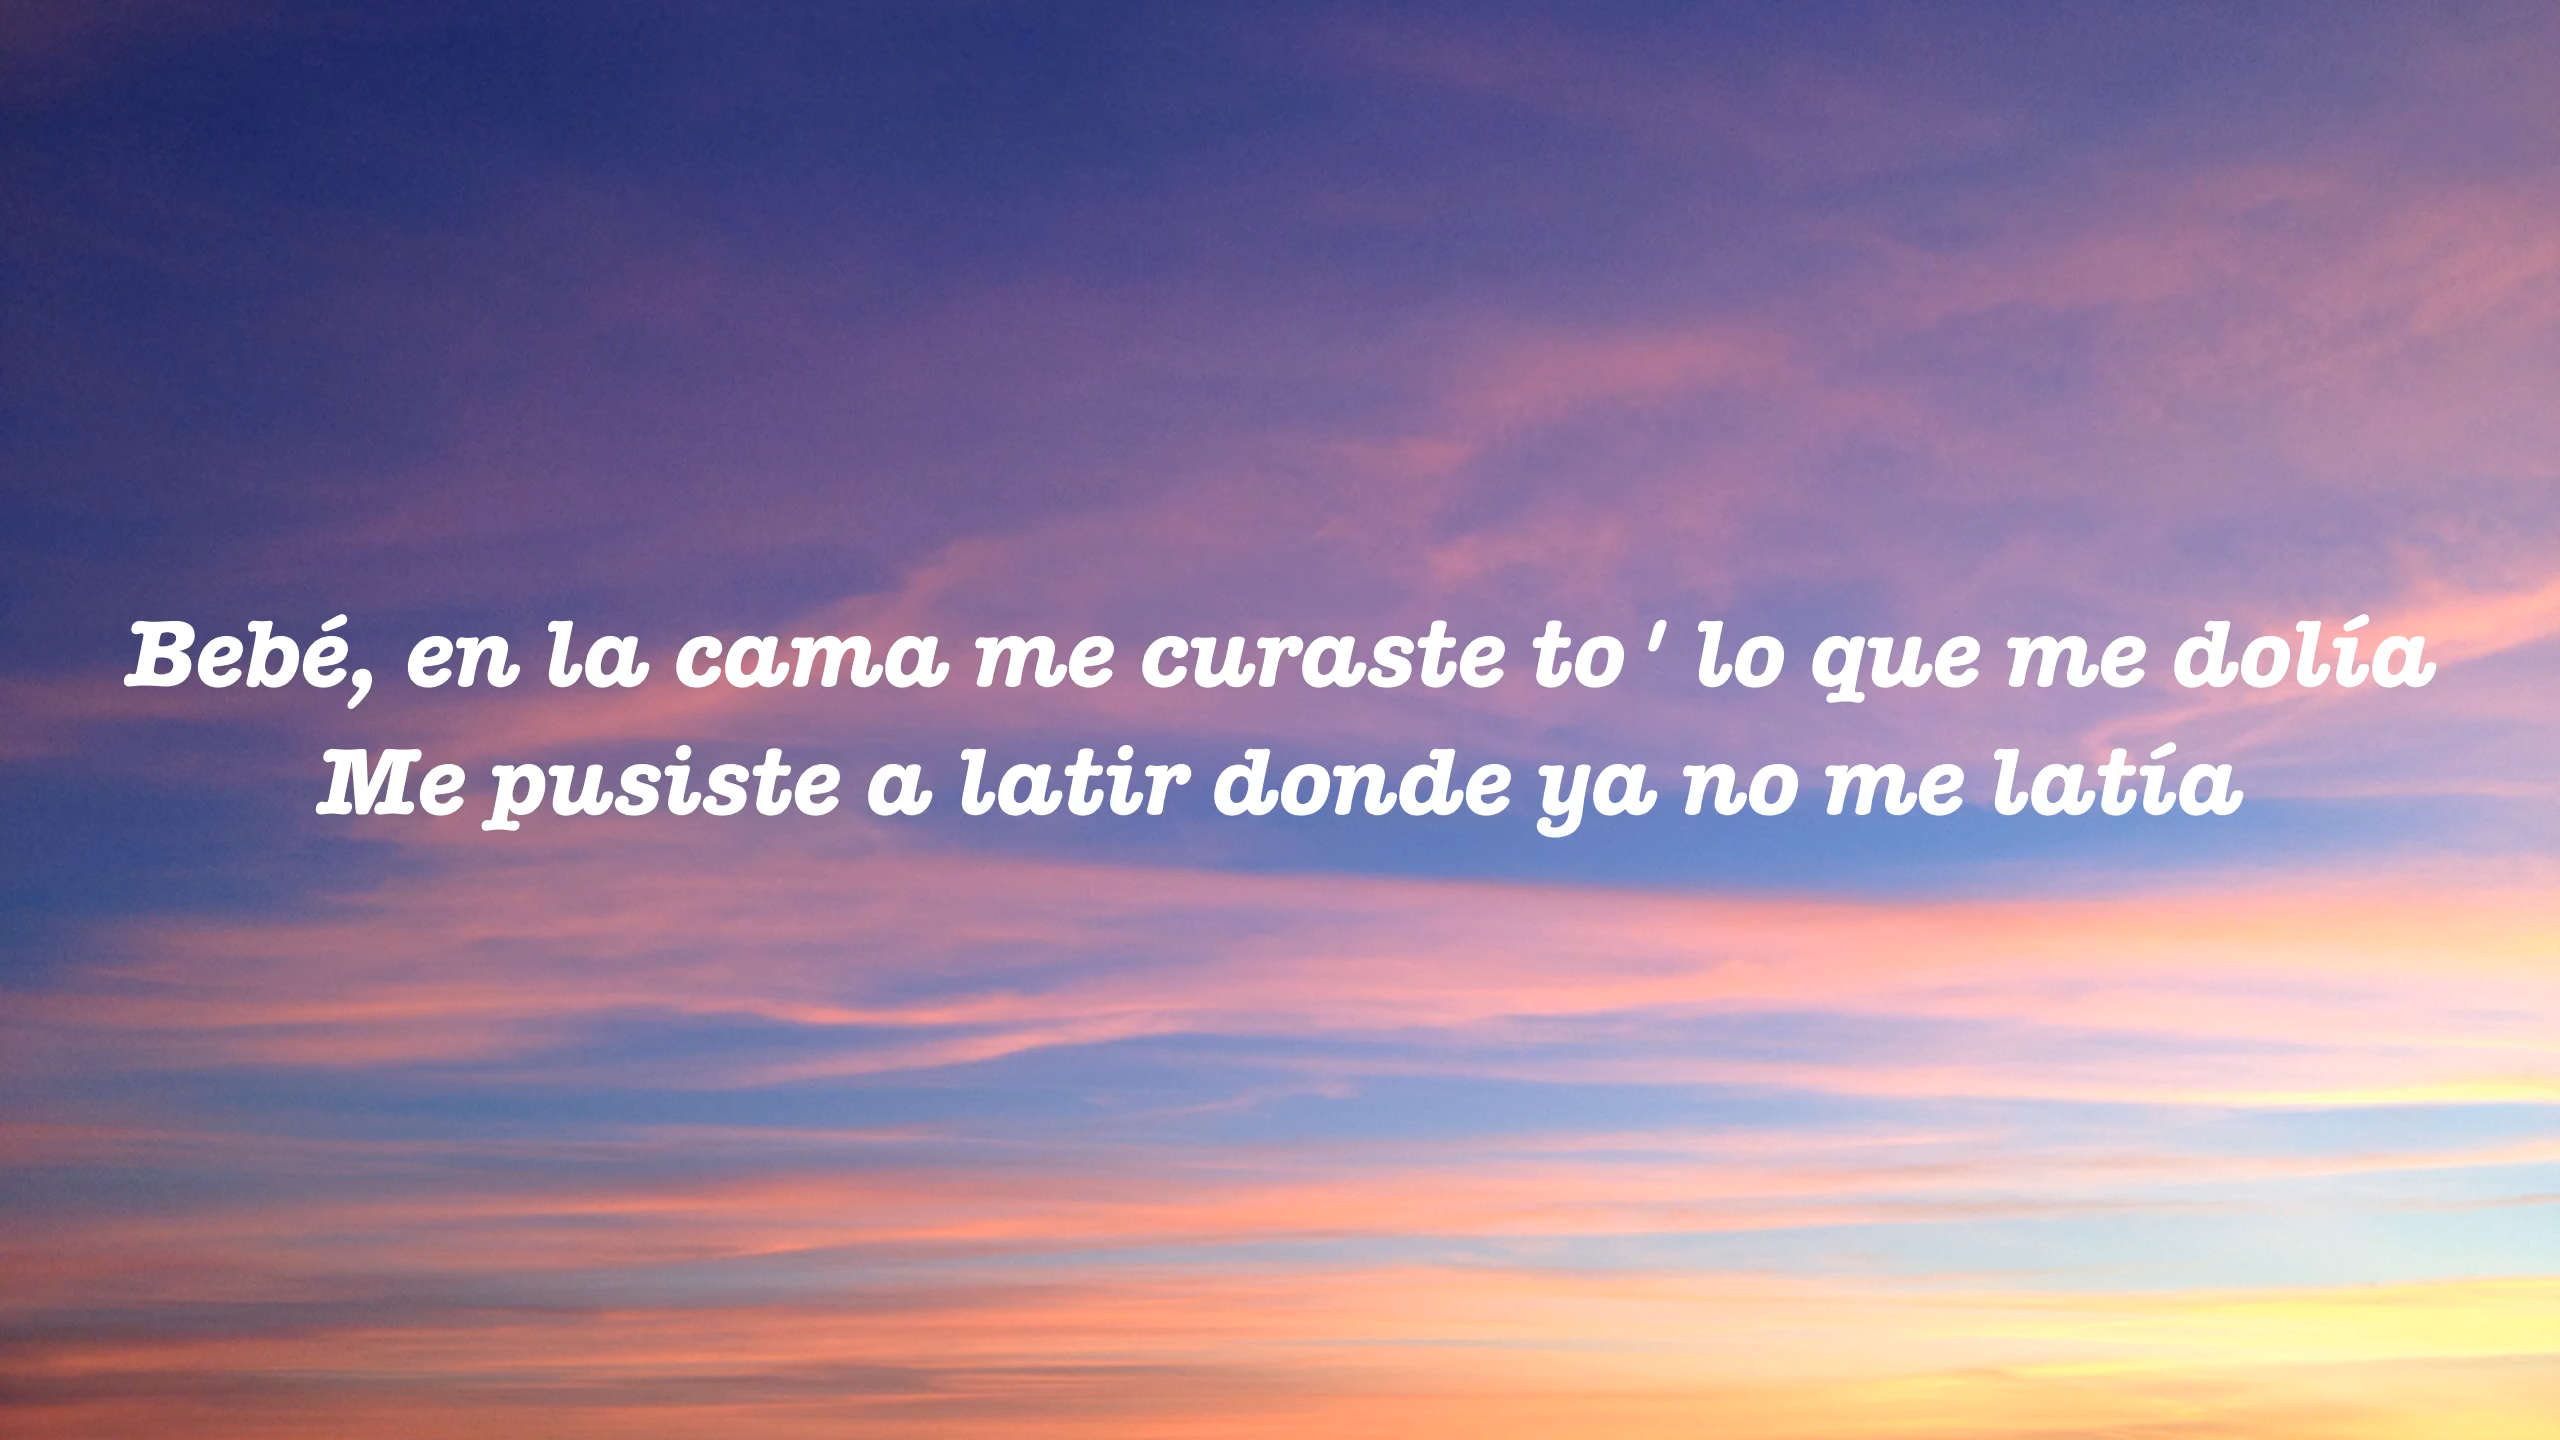 Bebé, en la cama me curaste to' lo que me dolía
Me pusiste a latir donde ya no me latía